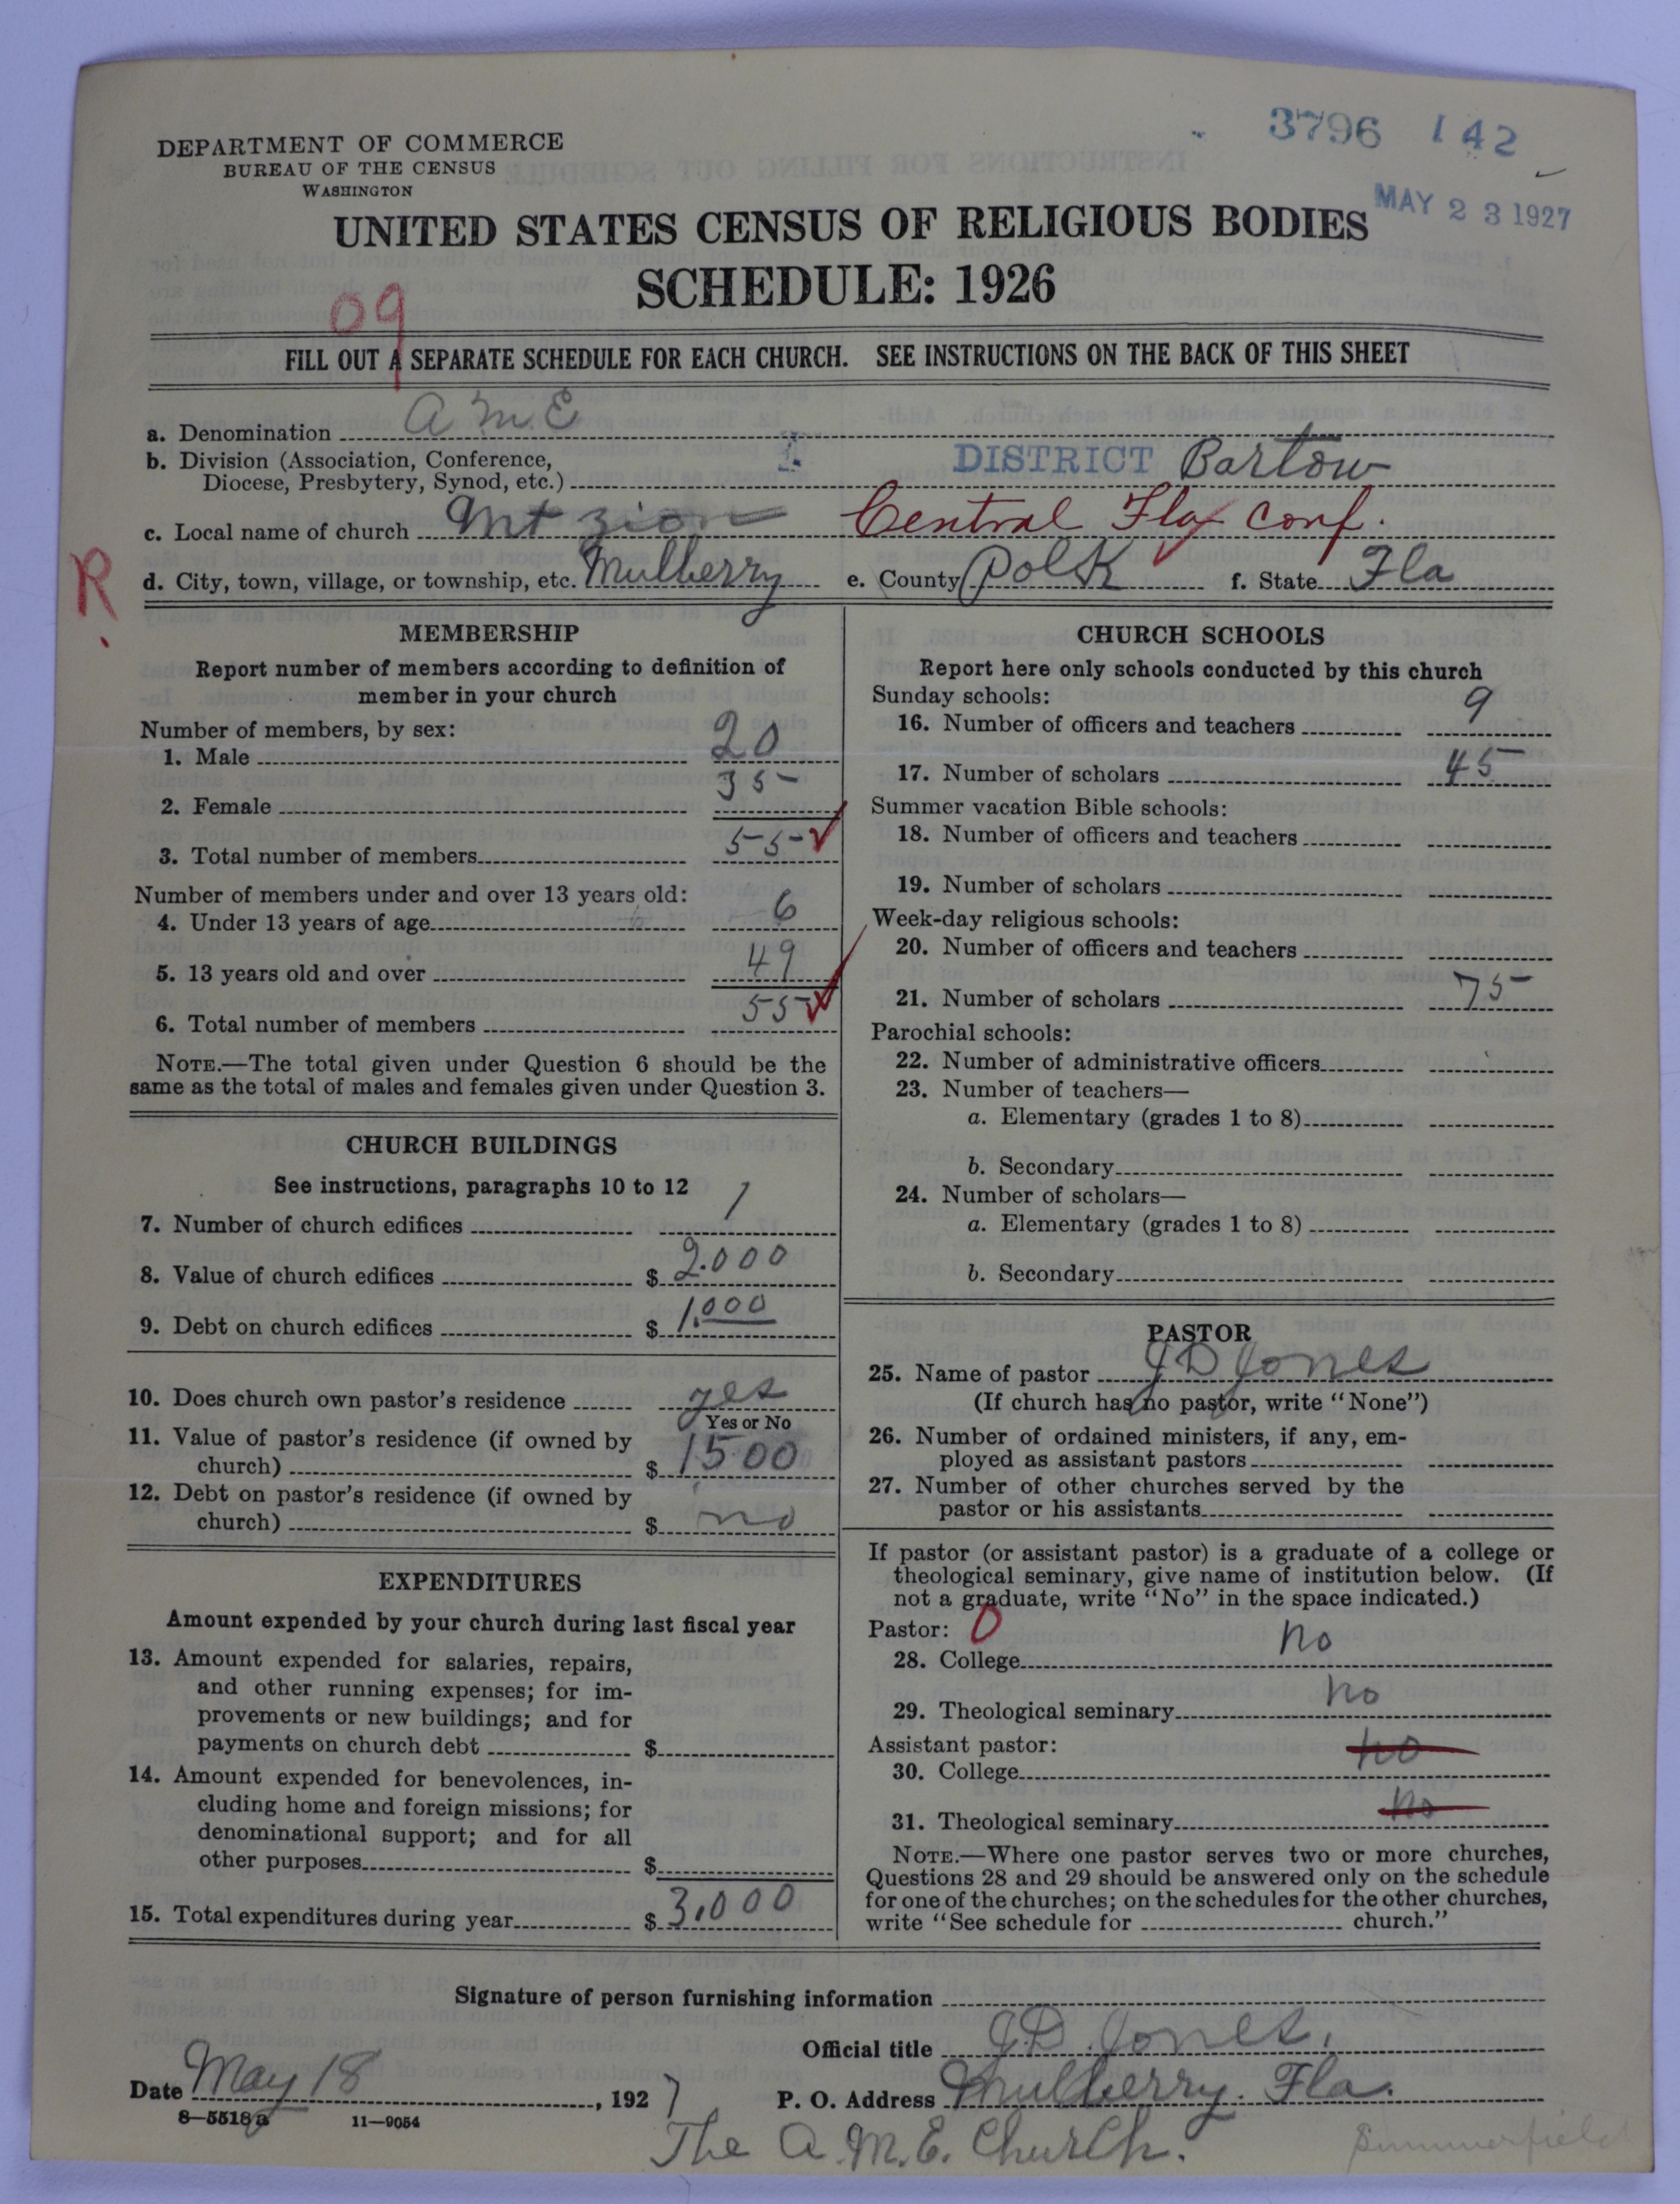 3796 142
DEPARTMENT OF COMMERCE
BUREAU OF THE CENSUS
WASHINGTON
MAY 23 1927
UNITED STATES CENSUS OF RELIGIOUS BODIES
SCHEDULE: 1926
09
FILL OUT A SEPARATE SCHEDULE FOR EACH CHURCH. SEE INSTRUCTIONS ON THE BACK OF THIS SHEET
a. Denomination A M E
b. Division (Association, Conference,
Diocese, Presbytery, Synod, etc.) DISTRICT Bartow
c. Local name of church Mt zion Central Fla conf.
R
d. City, town, village, or township, etc. Mulberry e. County Polk f. State Fla
MEMBERSHIP
Report number of members according to definition of
member in your church
Number of members, by sex:
1. Male 20
2. Female 35
3. Total number of members 55
Number of members under and over 13 years old:
4. Under 13 years of age 6
5. 13 years old and over 49
6. Total number of members 55
NOTE.—The total given under Question 6 should be the
same as the total of males and females given under Question 3.
CHURCH BUILDINGS
See instructions, paragraphs 10 to 12
7. Number of church edifices 1
8. Value of church edifices $ 2.000
9. Debt on church edifices $ 1.000
10. Does church own pastor's residence yes
Yes or No
11. Value of pastor's residence (if owned by
church) $ 1500
12. Debt on pastor's residence (if owned by
church) $ no
EXPENDITURES
Amount expended by your church during last fiscal year
13. Amount expended for salaries, repairs,
and other running expenses; for im-
provements or new buildings; and for
payments on church debt $
14. Amount expended for benevolences, in-
cluding home and foreign missions; for
denominational support; and for all
other purposes $
15. Total expenditures during year $ 3,000
CHURCH SCHOOLS
Report here only schools conducted by this church
Sunday schools:
16. Number of officers and teachers 9
17. Number of scholars 45
Summer vacation Bible schools:
18. Number of officers and teachers
19. Number of scholars
Week-day religious schools:
20. Number of officers and teachers
21. Number of scholars 75
Parochial schools:
22. Number of administrative officers
23. Number of teachers—
a. Elementary (grades 1 to 8)
b. Secondary
24. Number of scholars—
a. Elementary (grades 1 to 8)
b. Secondary
PASTOR
25. Name of pastor J D Jones
(If church has no pastor, write "None")
26. Number of ordained ministers, if any, em-
ployed as assistant pastors
27. Number of other churches served by the
pastor or his assistants
If pastor (or assistant pastor) is a graduate of a college or
theological seminary, give name of institution below. (If
not a graduate, write "No" in the space indicated.)
Pastor: 0
28. College no
29. Theological seminary no
Assistant pastor:
30. College no
31. Theological seminary no
NOTE.—Where one pastor serves two or more churches,
Questions 28 and 29 should be answered only on the schedule
for one of the churches; on the schedules for the other churches,
write "See schedule for church."
Signature of person furnishing information
Official title J.D. Jones.
Date May 18, 1927 P. O. Address Mulberry. Fla.
8—5518a 11—9054
The A.M.E. Church.
Summerfield